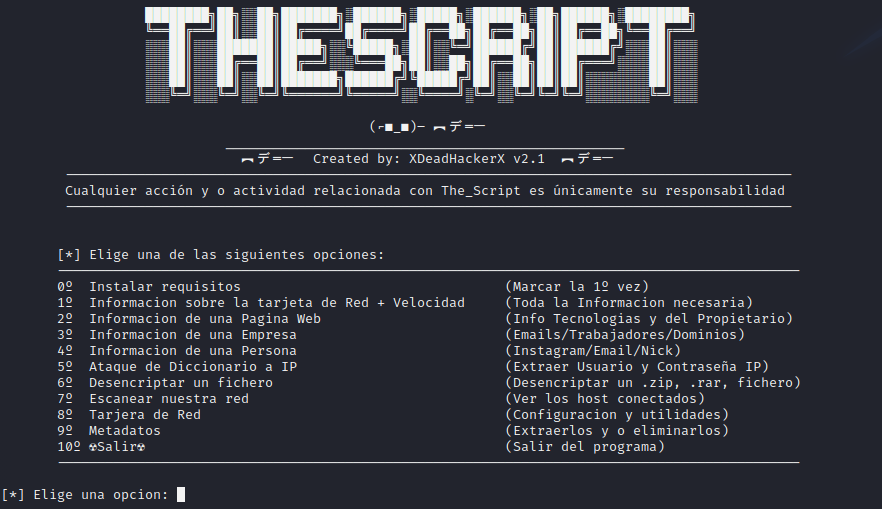 THE_SCRIPT
(⌐■_■)– ︻デ═一
︻デ═一 Created by: XDeadHackerX v2.1 ︻デ═一
Cualquier acción y o actividad relacionada con The_Script es únicamente su responsabilidad
[*] Elige una de las siguientes opciones:
0º Instalar requisitos (Marcar la 1º vez)
1º Informacion sobre la tarjeta de Red + Velocidad (Toda la Informacion necesaria)
2º Informacion de una Pagina Web (Info Tecnologias y del Propietario)
3º Informacion de una Empresa (Emails/Trabajadores/Dominios)
4º Informacion de una Persona (Instagram/Email/Nick)
5º Ataque de Diccionario a IP (Extraer Usuario y Contraseña IP)
6º Desencriptar un fichero (Desencriptar un .zip, .rar, fichero)
7º Escanear nuestra red (Ver los host conectados)
8º Tarjera de Red (Configuracion y utilidades)
9º Metadatos (Extraerlos y o eliminarlos)
10º ☢Salir☢ (Salir del programa)
[*] Elige una opcion: